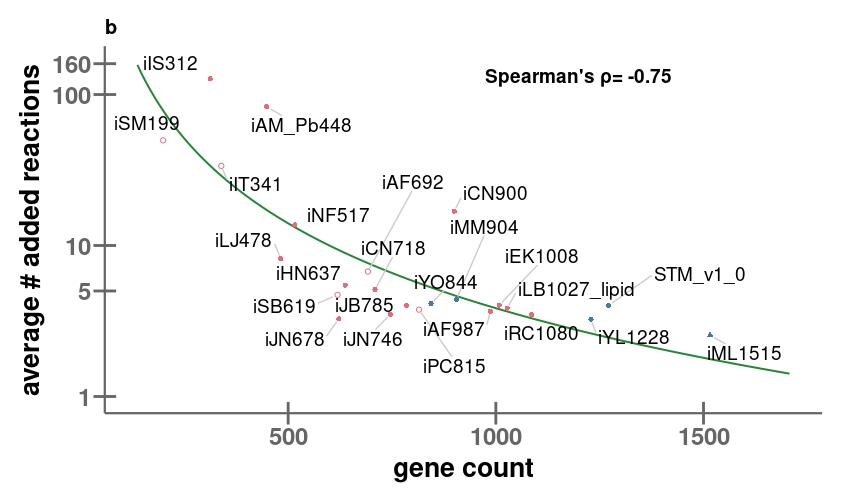 b
160
100
10
5
1
average # added reactions
Spearman's ρ= -0.75
iIS312
iAM_Pb448
iSM199
iIT341
iAF692
iCN900
iNF517
iMM904
iLJ478
iCN718
iEK1008
iHN637
iYO844
STM_v1_0
iLB1027_lipid
iSB619
iJB785
iAF987
iRC1080
iYL1228
iJN678
iJN746
iML1515
iPC815
500
1000
1500
gene count